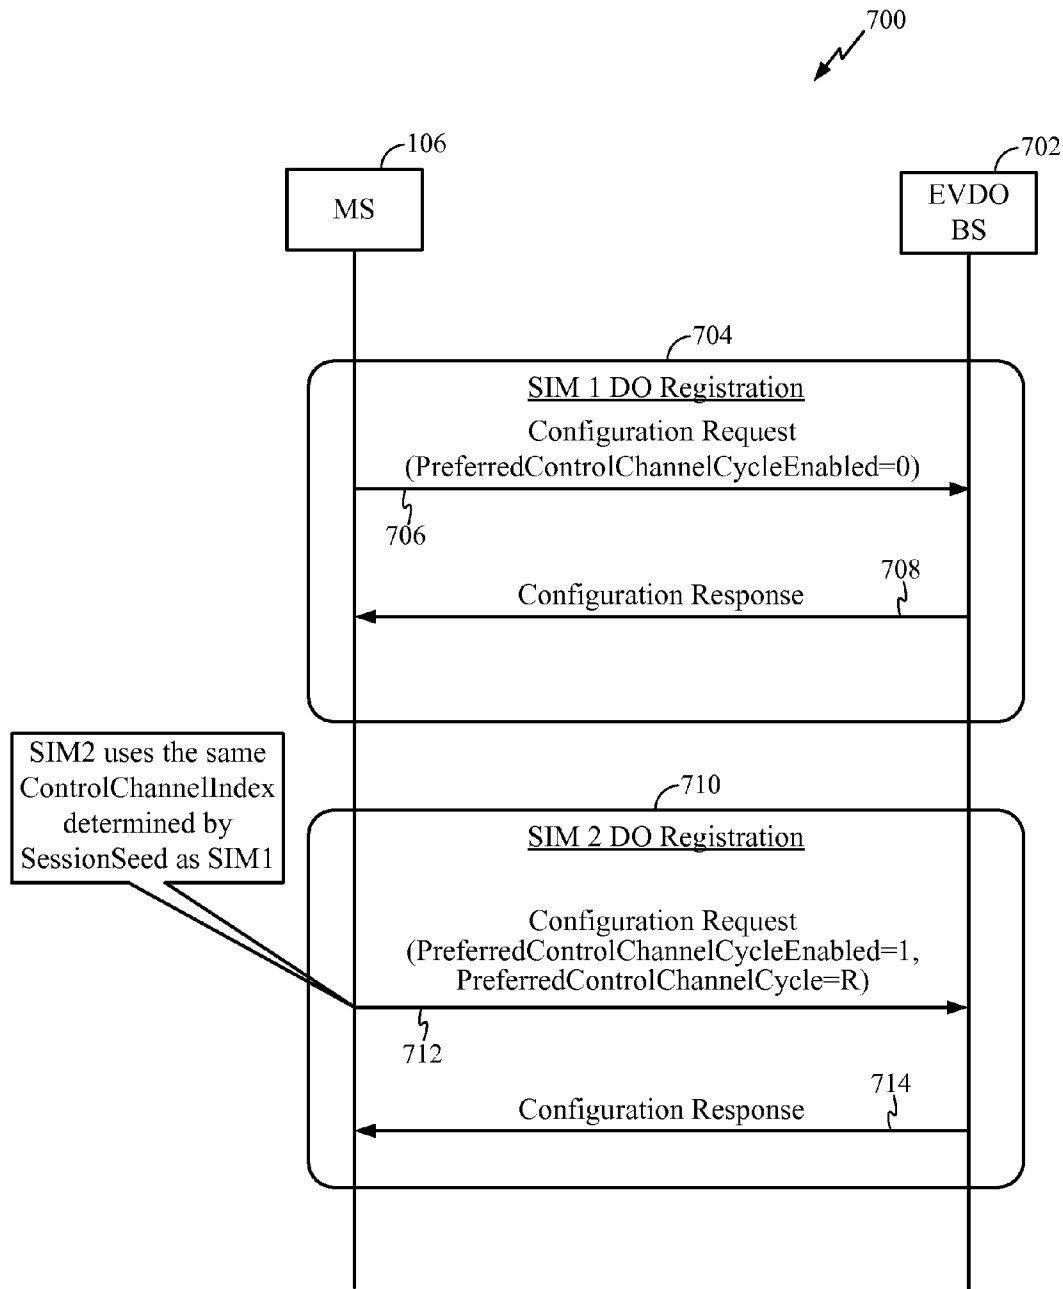 700
106
702
MS
EVDO
BS
704
SIM 1 DO Registration
Configuration Request
(PreferredControlChannelCycleEnabled=0)
706
708
Configuration Response
SIM2 uses the same
ControlChannelIndex
determined by
SessionSeed as SIM1
710
SIM 2 DO Registration
Configuration Request
(PreferredControlChannelCycleEnabled=1,
PreferredControlChannelCycle=R)
712
714
Configuration Response